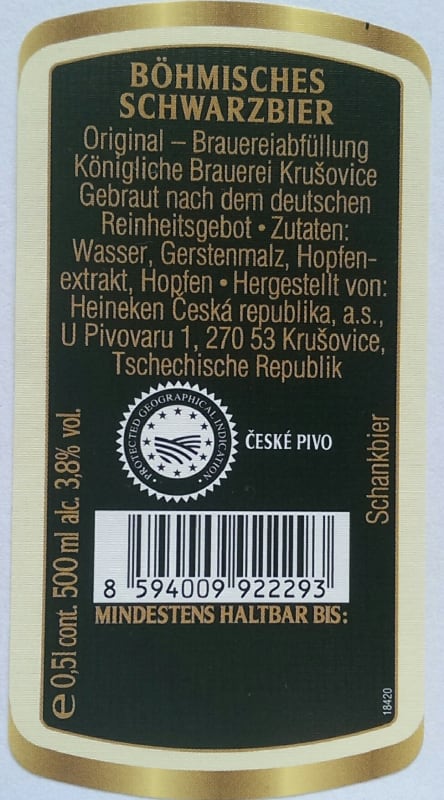 BÖHMISCHES
SCHWARZBIER
Original – Brauereiabfüllung
Königliche Brauerei Krušovice
Gebraut nach dem deutschen
Reinheitsgebot • Zutaten:
Wasser, Gerstenmalz, Hopfen-
extrakt, Hopfen • Hergestellt von:
Heineken Česká republika, a.s.,
U Pivovaru 1, 270 53 Krušovice,
Tschechische Republik
PROTECTED GEOGRAPHICAL INDICATION
ČESKÉ PIVO
Schankbier
e 0,5l cont. 500 ml alc. 3,8% vol.
8 594009 922293
MINDESTENS HALTBAR BIS:
18420